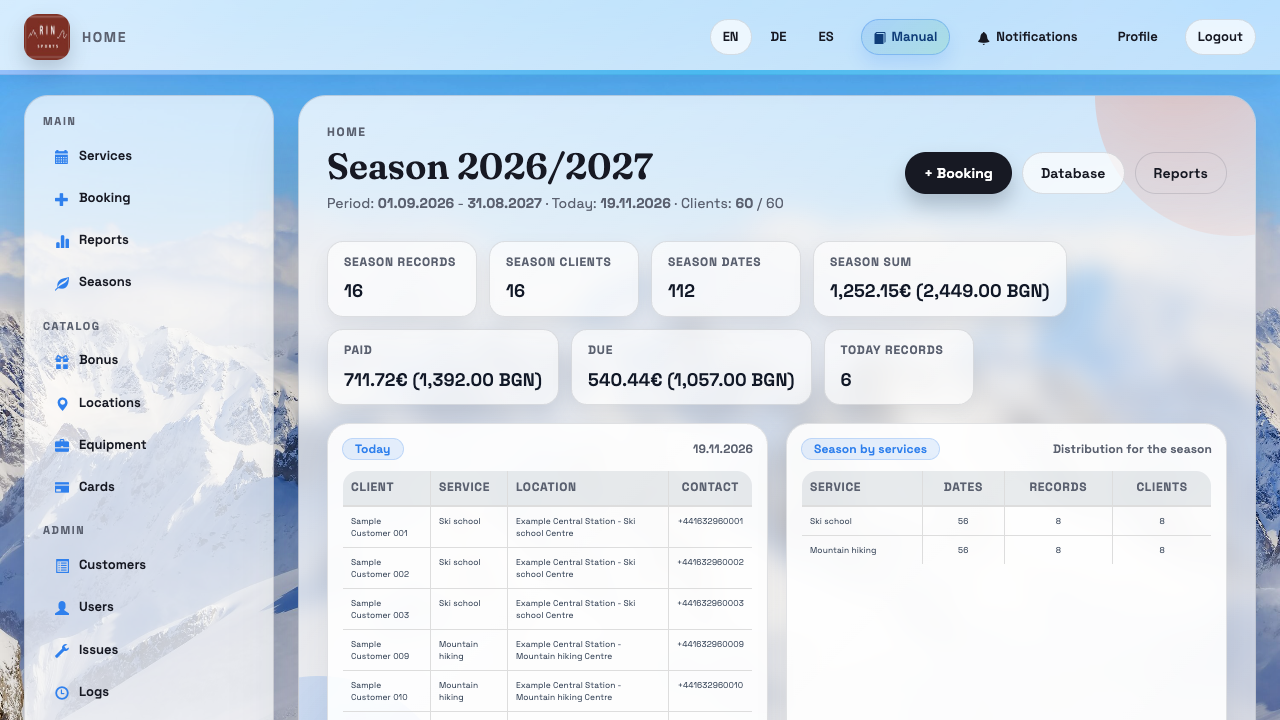 RIN
SPORTS
HOME
EN
DE
ES
Manual
Notifications
Profile
Logout
MAIN
Services
Booking
Reports
Seasons
CATALOG
Bonus
Locations
Equipment
Cards
ADMIN
Customers
Users
Issues
Logs
HOME
Season 2026/2027
Period: 01.09.2026 - 31.08.2027 · Today: 19.11.2026 · Clients: 60 / 60
+ Booking
Database
Reports
SEASON RECORDS
16
SEASON CLIENTS
16
SEASON DATES
112
SEASON SUM
1,252.15€ (2,449.00 BGN)
PAID
711.72€ (1,392.00 BGN)
DUE
540.44€ (1,057.00 BGN)
TODAY RECORDS
6
Today
19.11.2026
CLIENT SERVICE LOCATION CONTACT
Sample Customer 001 Ski school Example Central Station - Ski school Centre +441632960001
Sample Customer 002 Ski school Example Central Station - Ski school Centre +441632960002
Sample Customer 003 Ski school Example Central Station - Ski school Centre +441632960003
Sample Customer 009 Mountain hiking Example Central Station - Mountain hiking Centre +441632960009
Sample Customer 010 Mountain hiking Example Central Station - Mountain hiking Centre +441632960010
Season by services
Distribution for the season
SERVICE DATES RECORDS CLIENTS
Ski school 56 8 8
Mountain hiking 56 8 8